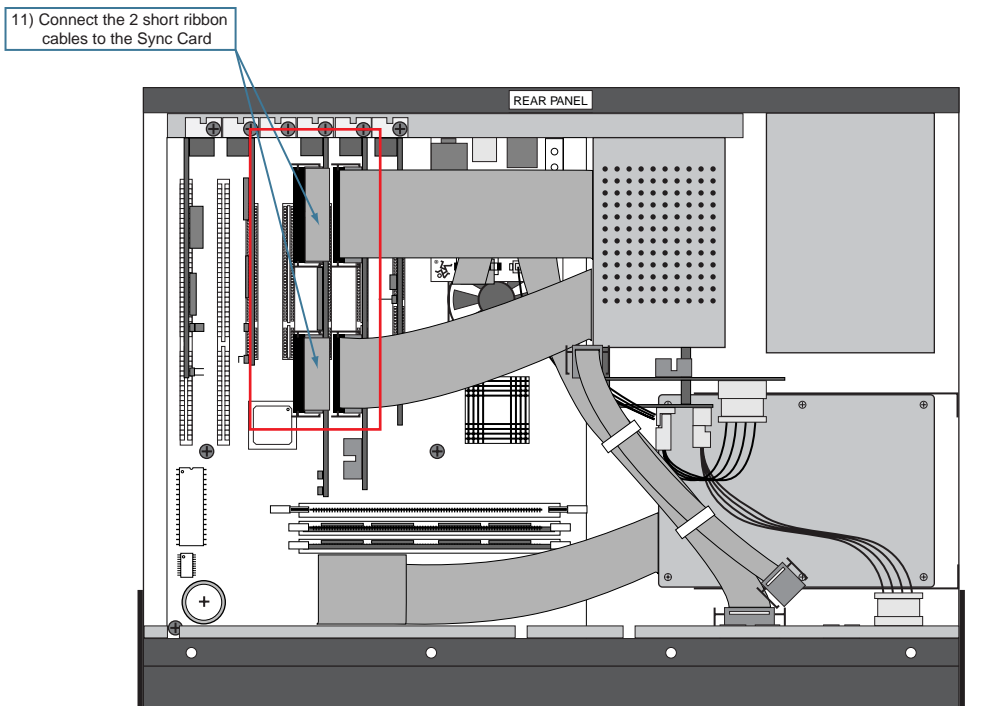 11) Connect the 2 short ribbon
cables to the Sync Card
REAR PANEL